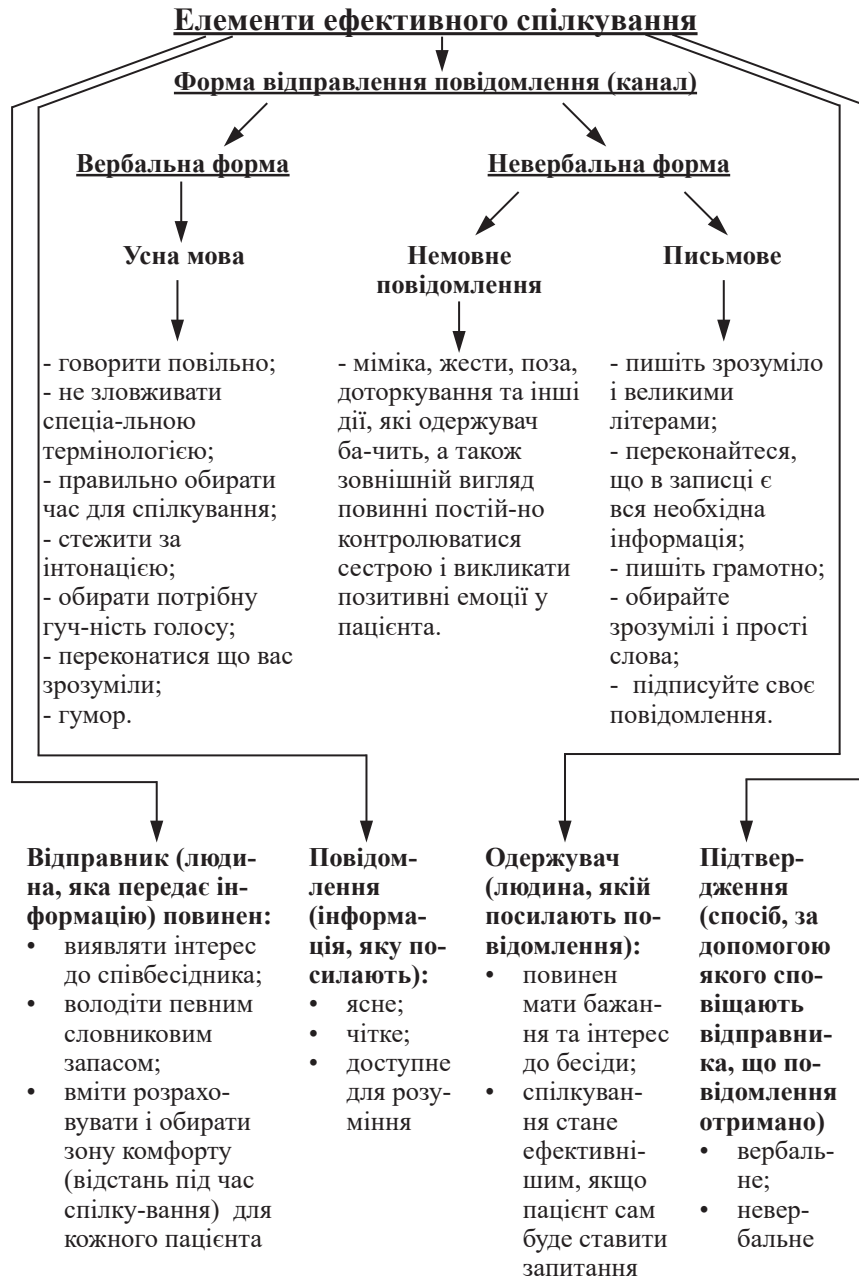 Елементи ефективного спілкування
Форма відправлення повідомлення (канал)
Вербальна форма
Невербальна форма
Усна мова
Немовне
повідомлення
Письмове
- говорити повільно;
- не зловживати
спеціа-льною
термінологією;
- правильно обирати
час для спілкування;
- стежити за
інтонацією;
- обирати потрібну
гуч-ність голосу;
- переконатися що вас
зрозуміли;
- гумор.
- міміка, жести, поза,
доторкування та інші
дії, які одержувач
ба-чить, а також
зовнішній вигляд
повинні постій-но
контролюватися
сестрою і викликати
позитивні емоції у
пацієнта.
- пишіть зрозуміло
і великими
літерами;
- переконайтеся,
що в записці є
вся необхідна
інформація;
- пишіть грамотно;
- обирайте
зрозумілі і прості
слова;
- підписуйте своє
повідомлення.
Відправник (люди-
на, яка передає ін-
формацію) повинен:
• виявляти інтерес
до співбесідника;
• володіти певним
словниковим
запасом;
• вміти розрахо-
вувати і обирати
зону комфорту
(відстань під час
спілку-вання) для
кожного пацієнта
Повідом-
лення
(інформа-
ція, яку по-
силають):
• ясне;
• чітке;
• доступне
для розу-
міння
Одержувач
(людина, якій
посилають по-
відомлення):
• повинен
мати бажан-
ня та інтерес
до бесіди;
• спілкуван-
ня стане
ефективні-
шим, якщо
пацієнт сам
буде ставити
запитання
Підтвер-
дження
(спосіб, за
допомогою
якого спо-
віщають
відправни-
ка, що по-
відомлення
отримано)
• вербаль-
не;
• невер-
бальне